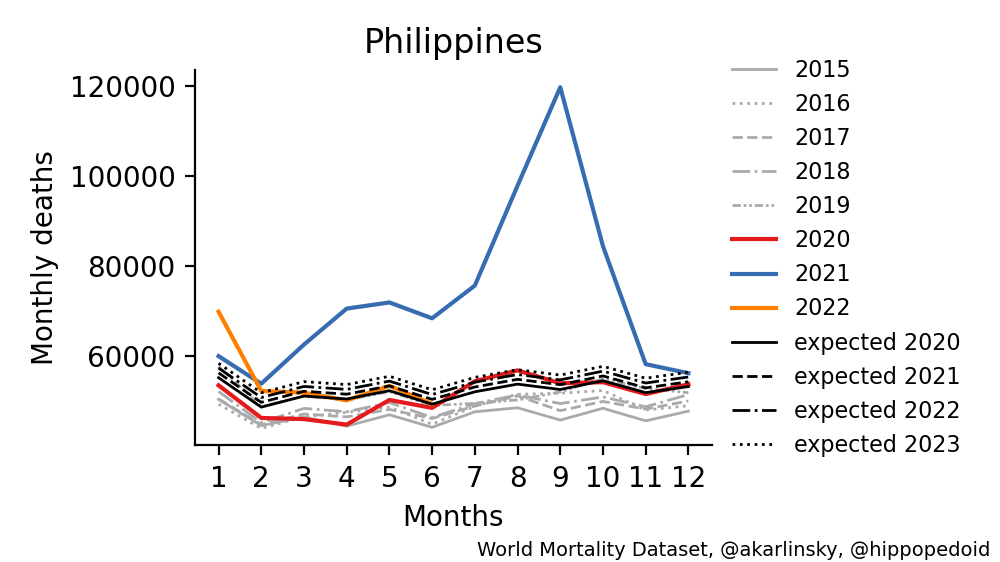 Philippines
120000
100000
80000
60000
Monthly deaths
1 2 3 4 5 6 7 8 9 10 11 12
Months
2015
2016
2017
2018
2019
2020
2021
2022
expected 2020
expected 2021
expected 2022
expected 2023
World Mortality Dataset, @akarlinsky, @hippopedoid